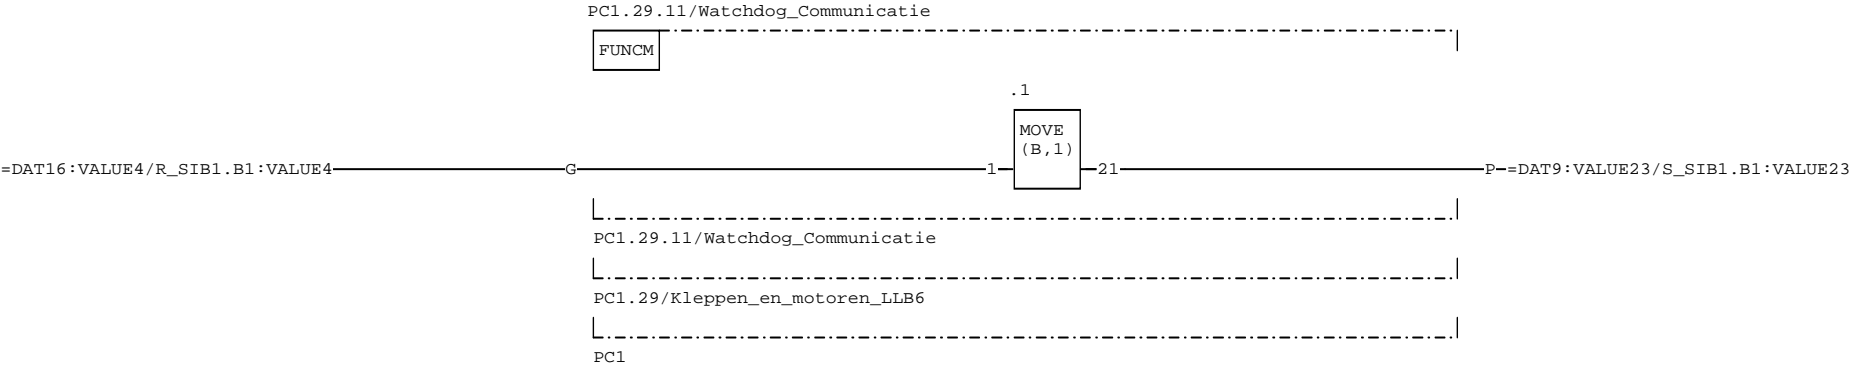 PC1.29.11/Watchdog_Communicatie
FUNCM
.1
MOVE
(B,1)
=DAT16:VALUE4/R_SIB1.B1:VALUE4 G 1 21 P =DAT9:VALUE23/S_SIB1.B1:VALUE23
PC1.29.11/Watchdog_Communicatie
PC1.29/Kleppen_en_motoren_LLB6
PC1